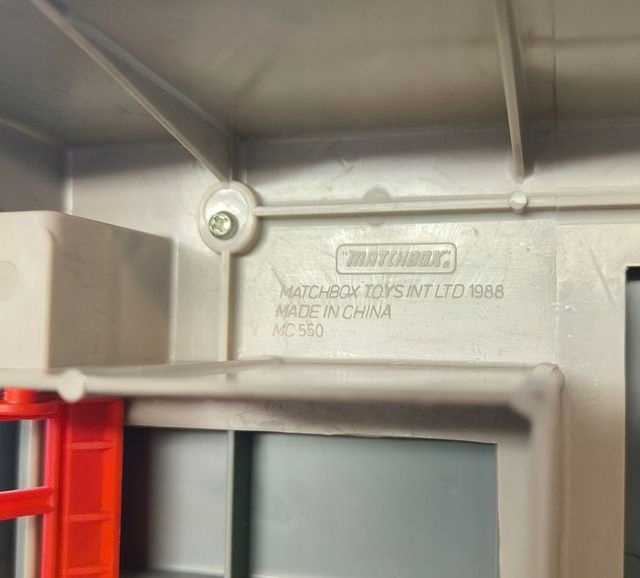 "MATCHBOX"®
MATCHBOX TOYS INT LTD. 1988
MADE IN CHINA
MC 550